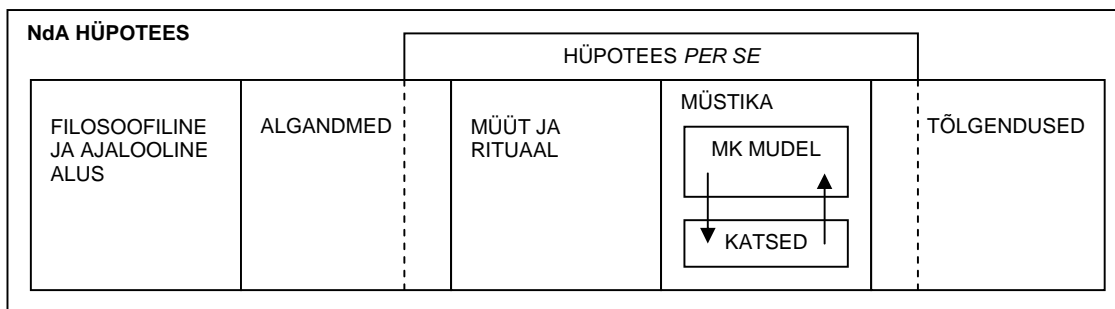 NdA HÜPOTEES
HÜPOTEES PER SE
FILOSOOFILINE
JA AJALOOLINE
ALUS
ALGANDMED
MÜÜT JA
RITUAAL
MÜSTIKA
MK MUDEL
KATSED
TÕLGENDUSED